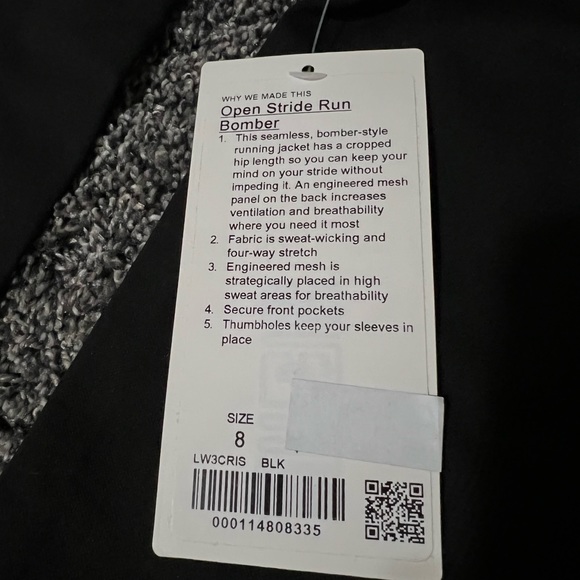 WHY WE MADE THIS
Open Stride Run
Bomber
1. This seamless, bomber-style
running jacket has a cropped
hip length so you can keep your
mind on your stride without
impeding it. An engineered mesh
panel on the back increases
ventilation and breathability
where you need it most
2. Fabric is sweat-wicking and
four-way stretch
3. Engineered mesh is
strategically placed in high
sweat areas for breathability
4. Secure front pockets
5. Thumbholes keep your sleeves in
place
SIZE
8
LW3CRIS BLK
000114808335